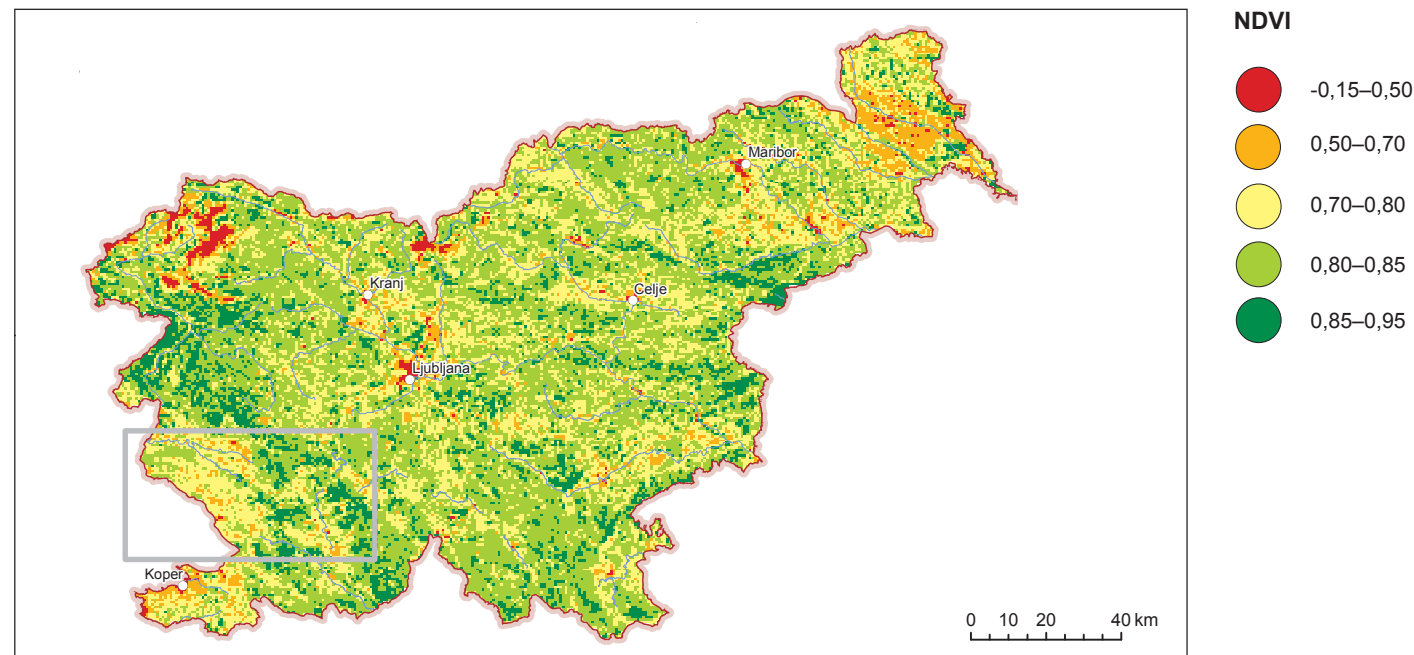 NDVI
-0,15–0,50
0,50–0,70
0,70–0,80
0,80–0,85
0,85–0,95
Maribor
Kranj
Celje
Ljubljana
Koper
0 10 20 40 km